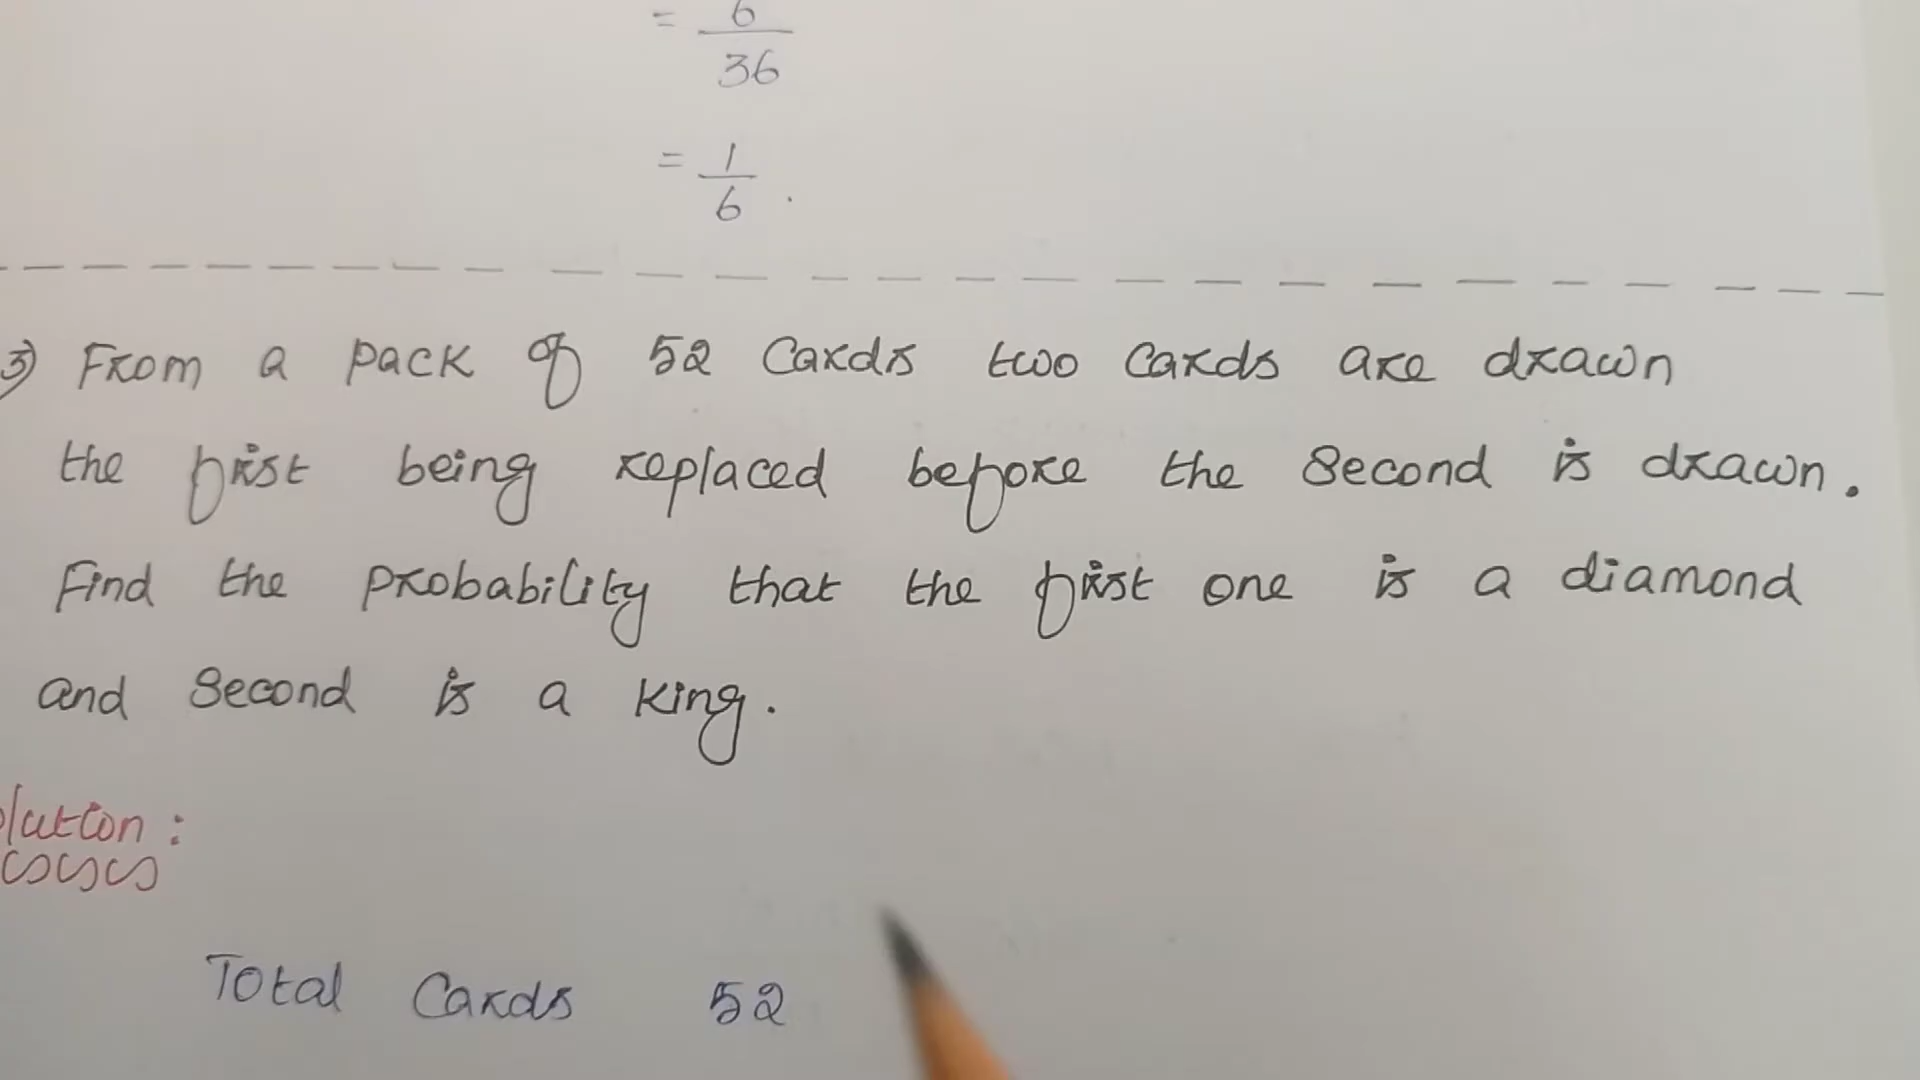 = 6/36
= 1/6 .
3) From a pack of 52 Cards two cards are drawn
the first being replaced before the second is drawn.
Find the probability that the first one is a diamond
and second is a king.
lution :
Total Cards 52